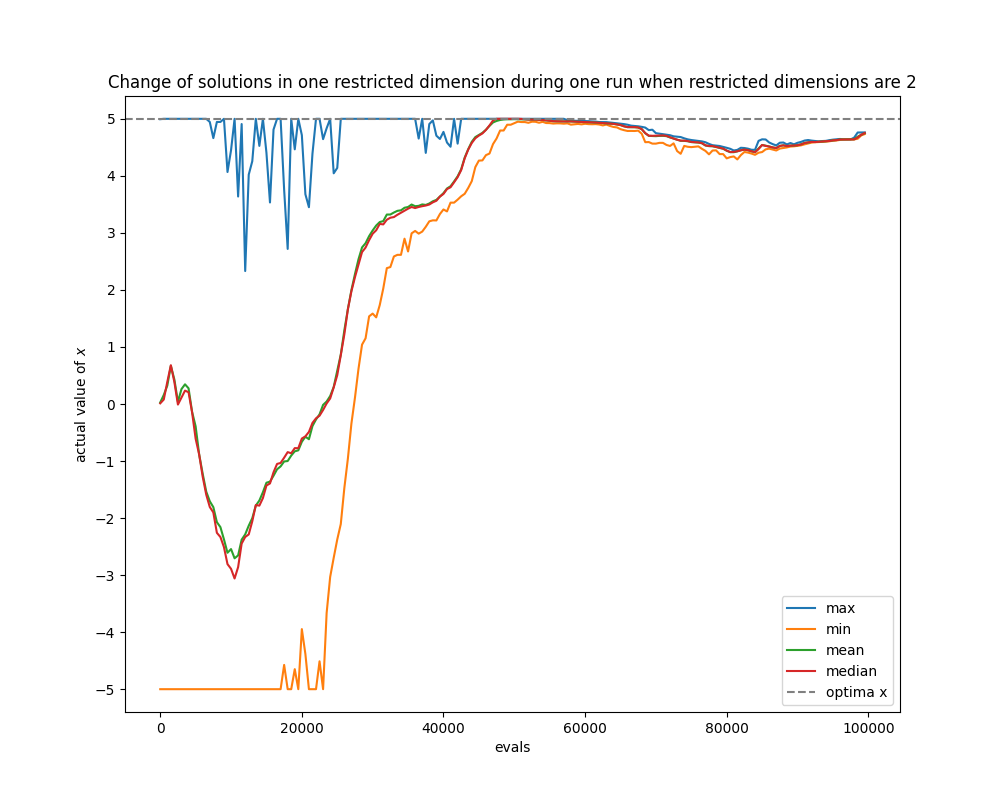 Change of solutions in one restricted dimension during one run when restricted dimensions are 2
5
4
3
2
1
0
−1
−2
−3
−4
−5
actual value of x
0
20000
40000
60000
80000
100000
evals
max
min
mean
median
optima x